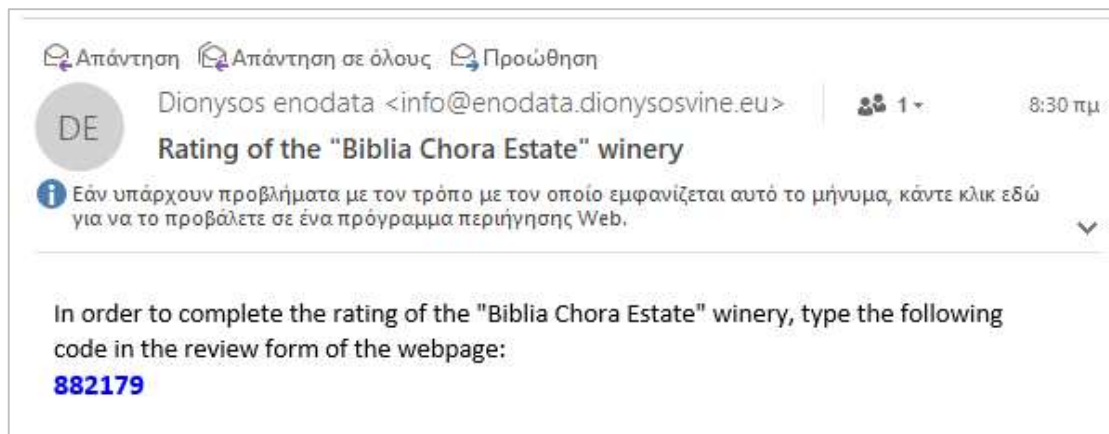 Απάντηση Απάντηση σε όλους Προώθηση
DE
Dionysos enodata <info@enodata.dionysosvine.eu> 1 8:30 πμ
Rating of the "Biblia Chora Estate" winery
Εάν υπάρχουν προβλήματα με τον τρόπο με τον οποίο εμφανίζεται αυτό το μήνυμα, κάντε κλικ εδώ
για να το προβάλετε σε ένα πρόγραμμα περιήγησης Web.
In order to complete the rating of the "Biblia Chora Estate" winery, type the following
code in the review form of the webpage:
882179